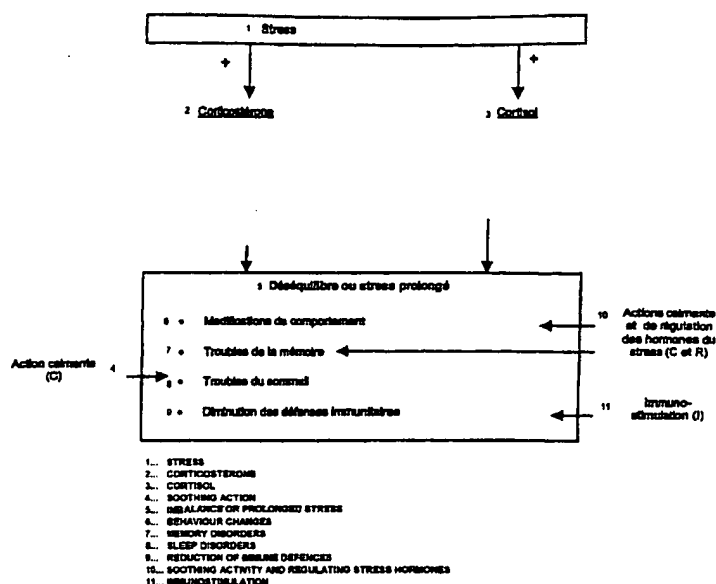 1 Stress
+ +
2 Corticostérone
3 Cortisol
5 Déséquilibre ou stress prolongé
6 • Modifications de comportement
7 • Troubles de la mémoire
8 • Troubles du sommeil
9 • Diminution des défenses immunitaires
Action calmante 4
(C)
10 Actions calmante
et de régulation
des hormones du
stress (C et R)
11 Immuno-
stimulation (I)
1... STRESS
2... CORTICOSTERONE
3... CORTISOL
4... SOOTHING ACTION
5... IMBALANCE OR PROLONGED STRESS
6... BEHAVIOUR CHANGES
7... MEMORY DISORDERS
8... SLEEP DISORDERS
9... REDUCTION OF IMMUNE DEFENCES
10... SOOTHING ACTIVITY AND REGULATING STRESS HORMONES
11... IMMUNOSTIMULATION